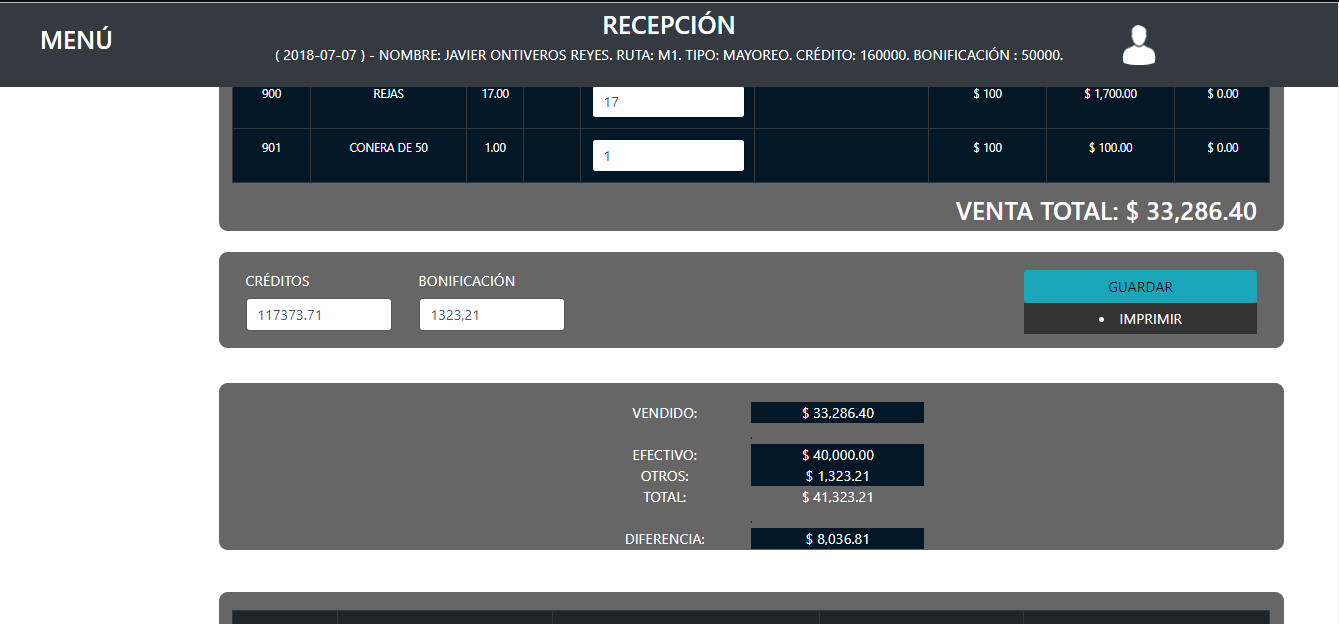 MENÚ
RECEPCIÓN
( 2018-07-07 ) - NOMBRE: JAVIER ONTIVEROS REYES. RUTA: M1. TIPO: MAYOREO. CRÉDITO: 160000. BONIFICACIÓN : 50000.
900 REJAS 17.00 17 $ 100 $ 1,700.00 $ 0.00
901 CONERA DE 50 1.00 1 $ 100 $ 100.00 $ 0.00
VENTA TOTAL: $ 33,286.40
CRÉDITOS BONIFICACIÓN
117373.71 1323,21
GUARDAR
• IMPRIMIR
VENDIDO: $ 33,286.40
.
EFECTIVO: $ 40,000.00
OTROS: $ 1,323.21
TOTAL: $ 41,323.21
.
DIFERENCIA: $ 8,036.81